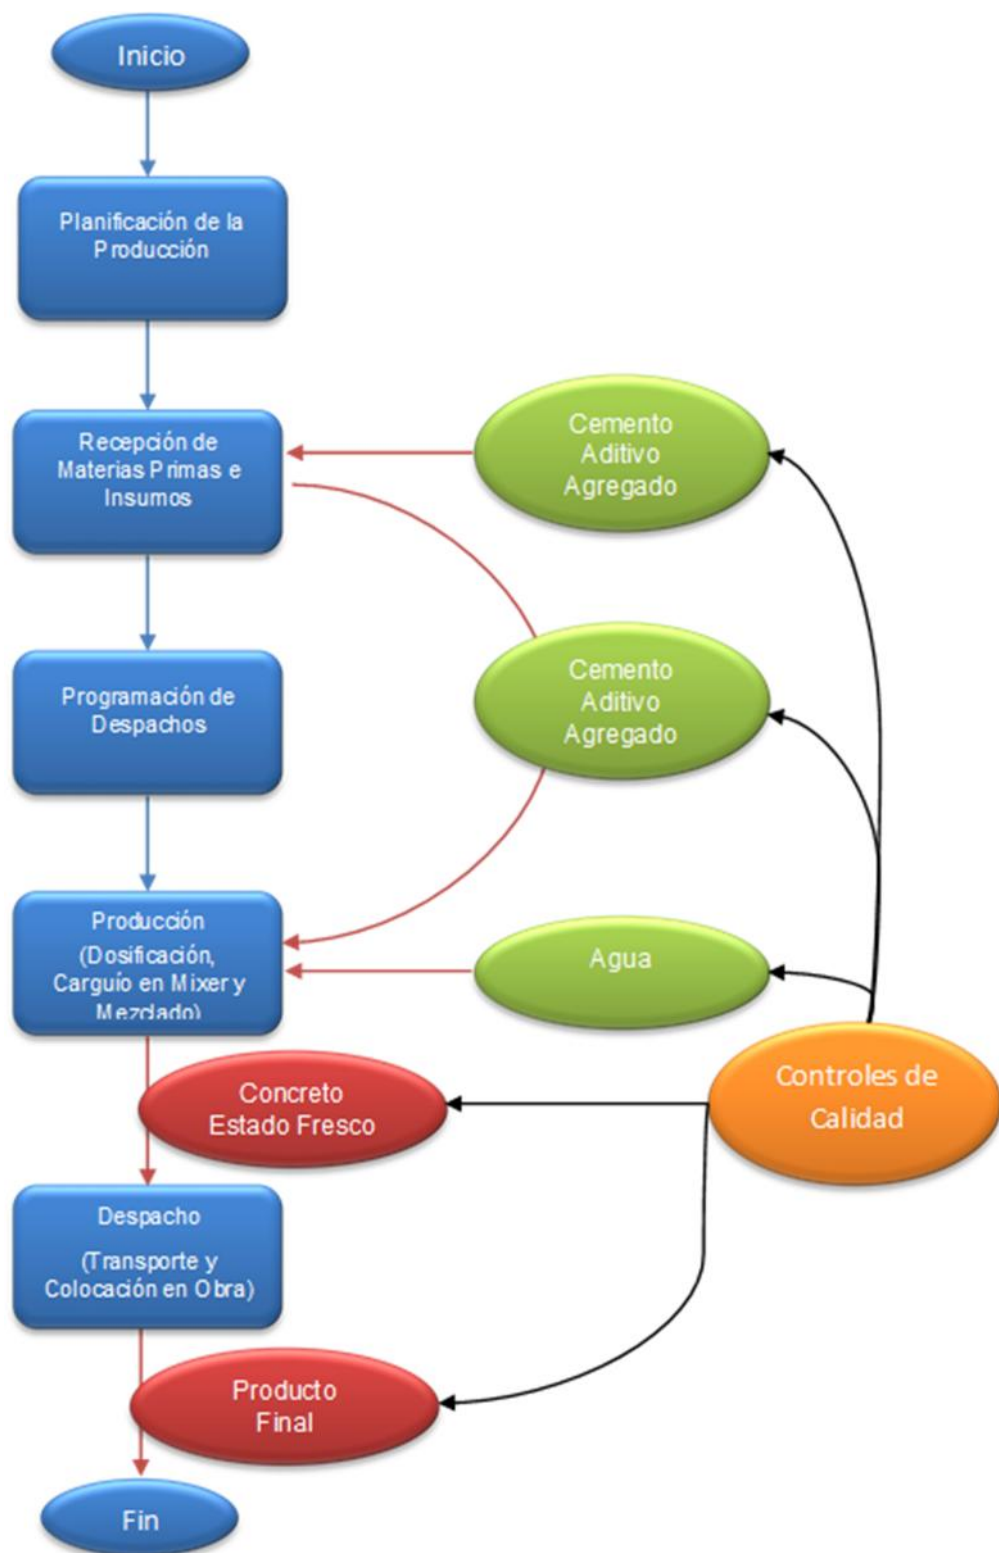 Inicio
Planificación de la
Producción
Recepción de
Materias Primas e
Insumos
Cemento
Aditivo
Agregado
Programación de
Despachos
Cemento
Aditivo
Agregado
Producción
(Dosificación,
Carguío en Mixer y
Mezclado)
Agua
Controles de
Calidad
Concreto
Estado Fresco
Despacho
(Transporte y
Colocación en Obra)
Producto
Final
Fin